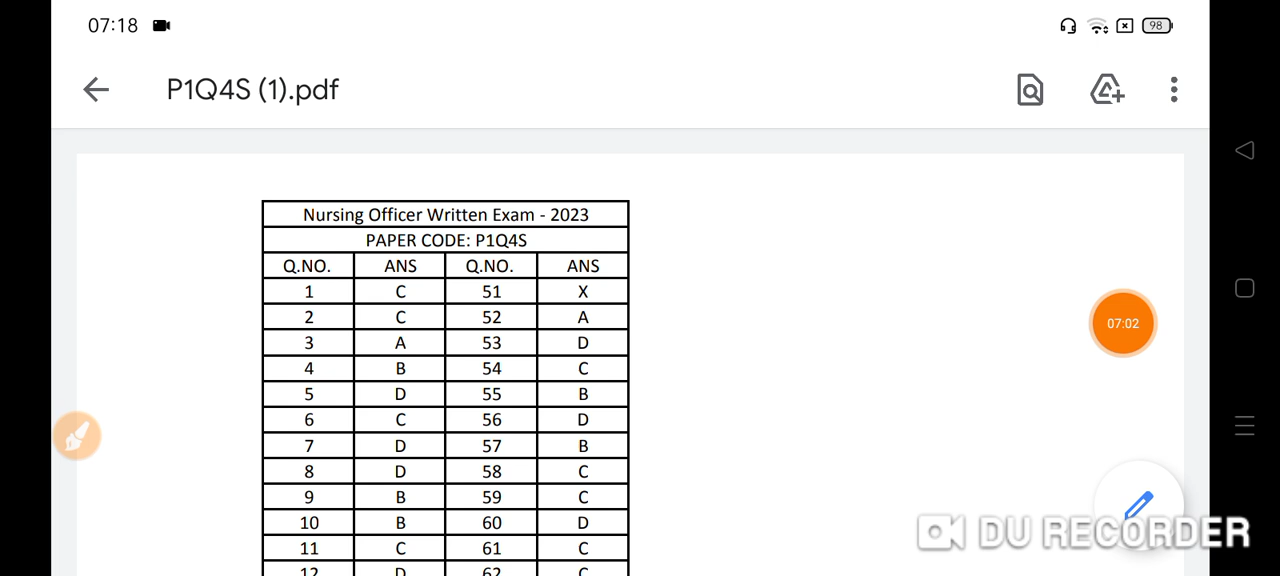 07:18
98
P1Q4S (1).pdf
Nursing Officer Written Exam - 2023
PAPER CODE: P1Q4S
Q.NO. ANS Q.NO. ANS
1 C 51 X
2 C 52 A
3 A 53 D
4 B 54 C
5 D 55 B
6 C 56 D
7 D 57 B
8 D 58 C
9 B 59 C
10 B 60 D
11 C 61 C
12 D 62 C
07:02
DU RECORDER